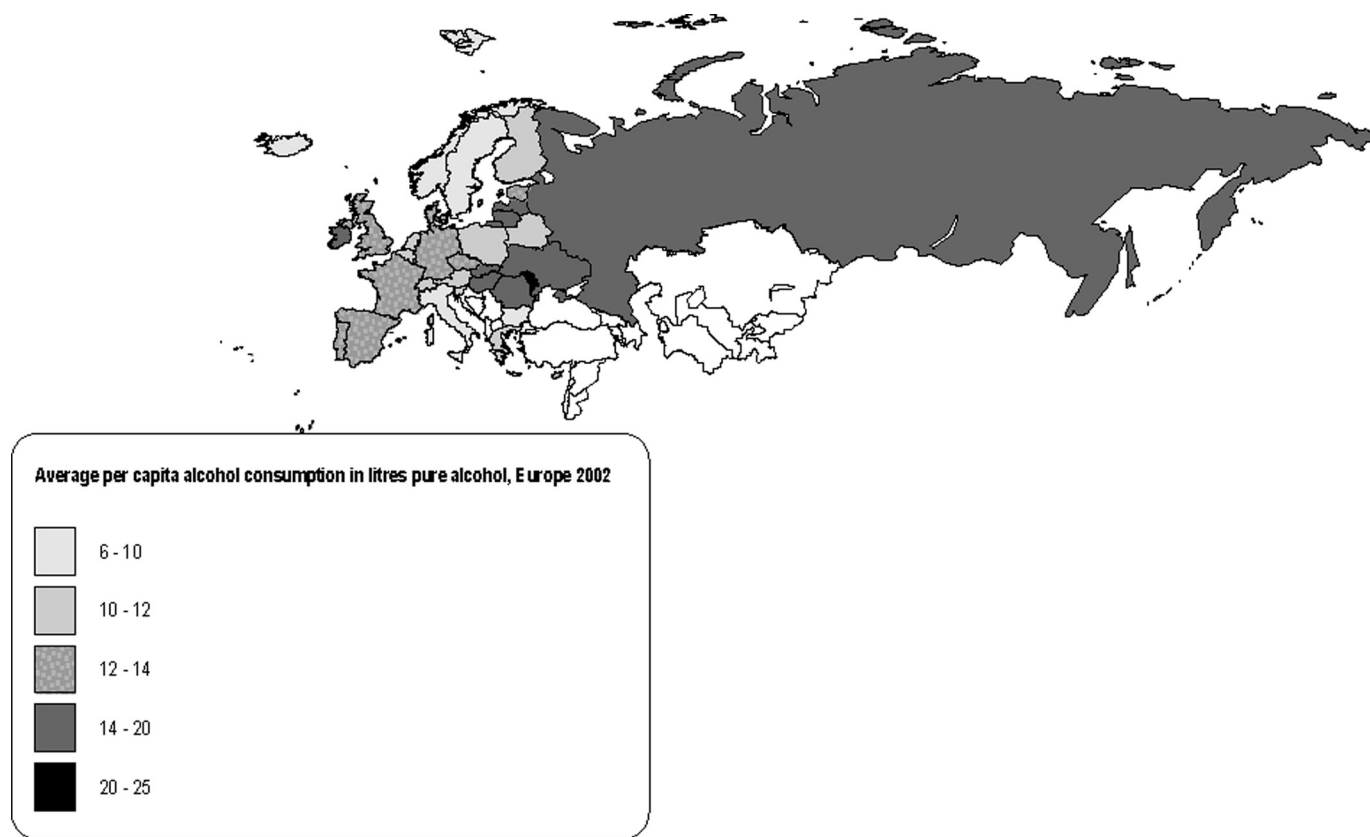 Average per capita alcohol consumption in litres pure alcohol, Europe 2002
6 - 10
10 - 12
12 - 14
14 - 20
20 - 25